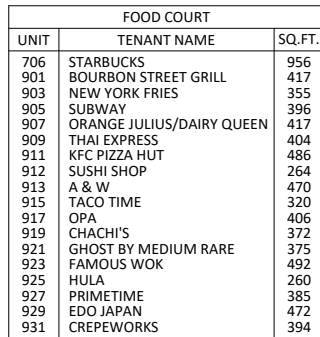 FOOD COURT
UNIT TENANT NAME SQ.FT.
706 STARBUCKS 956
901 BOURBON STREET GRILL 417
903 NEW YORK FRIES 355
905 SUBWAY 396
907 ORANGE JULIUS/DAIRY QUEEN 417
909 THAI EXPRESS 404
911 KFC PIZZA HUT 486
912 SUSHI SHOP 264
913 A & W 470
915 TACO TIME 320
917 OPA 406
919 CHACHI'S 372
921 GHOST BY MEDIUM RARE 375
923 FAMOUS WOK 492
925 HULA 260
927 PRIMETIME 385
929 EDO JAPAN 472
931 CREPEWORKS 394